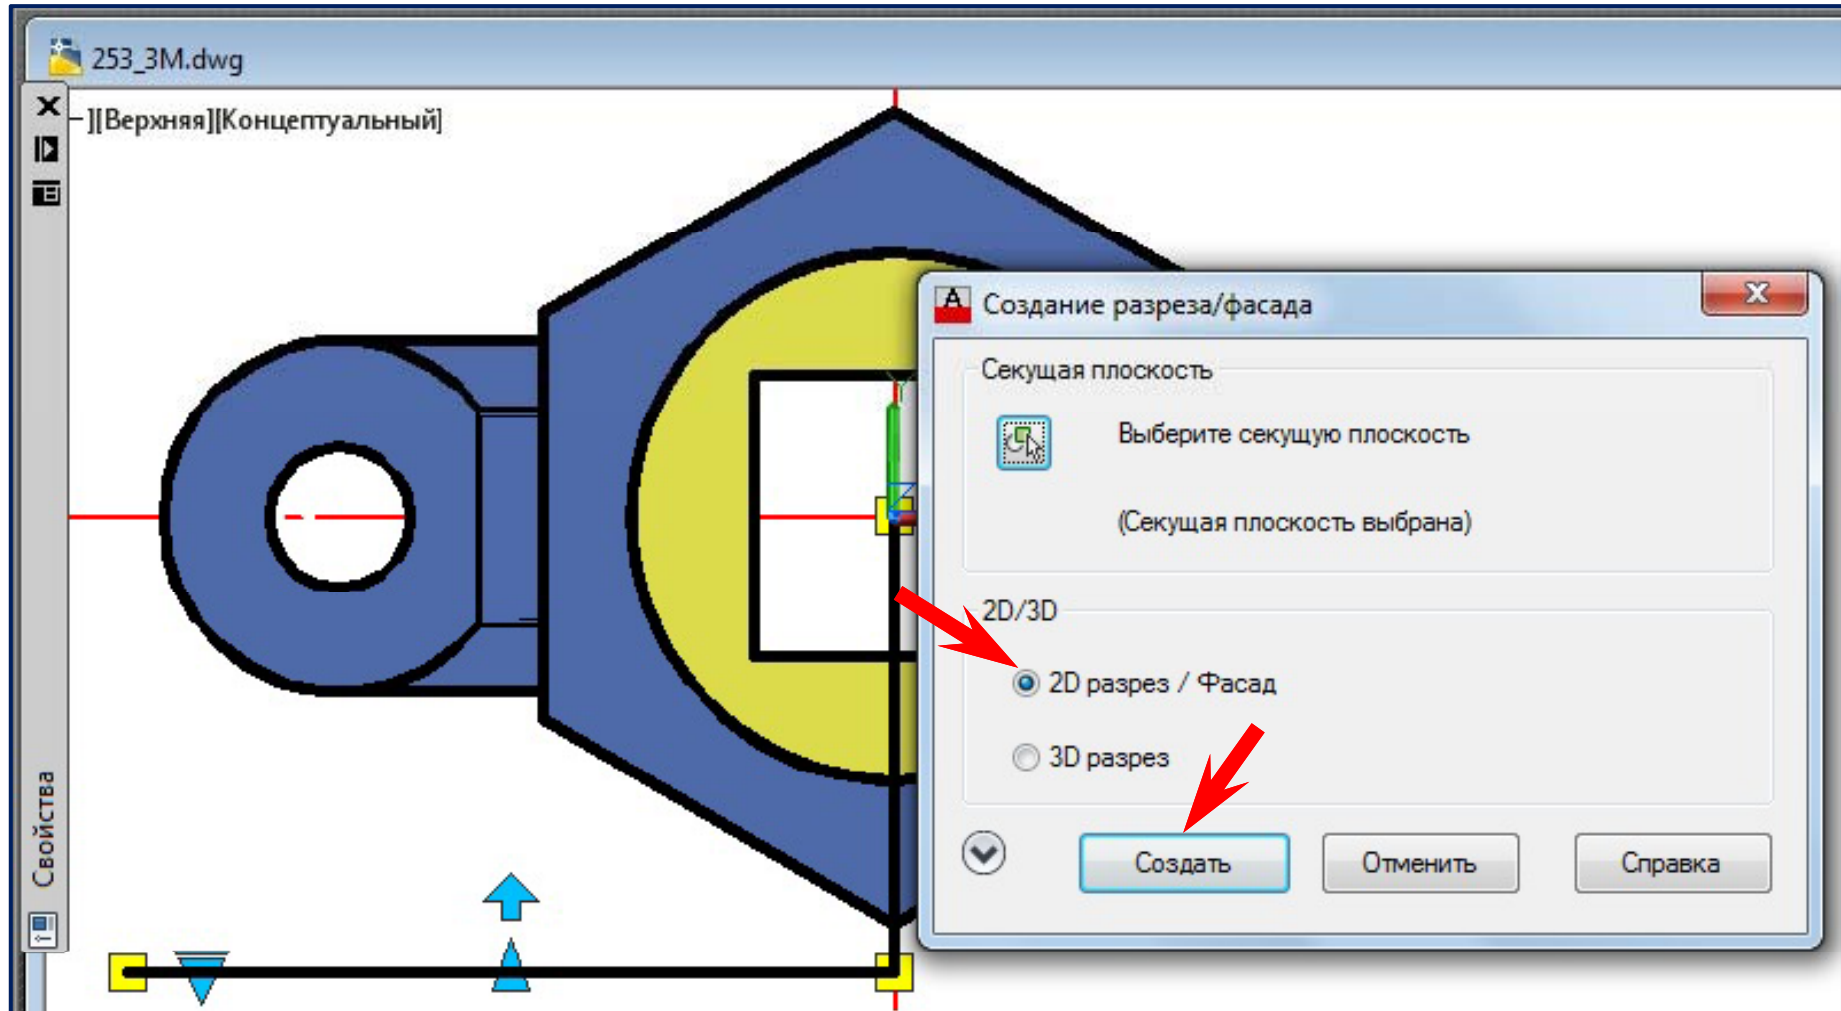 253_3M.dwg
–][Верхняя][Концептуальный]
Создание разреза/фасада
Секущая плоскость
Выберите секущую плоскость
(Секущая плоскость выбрана)
2D/3D
2D разрез / Фасад
3D разрез
Создать
Отменить
Справка
Свойства